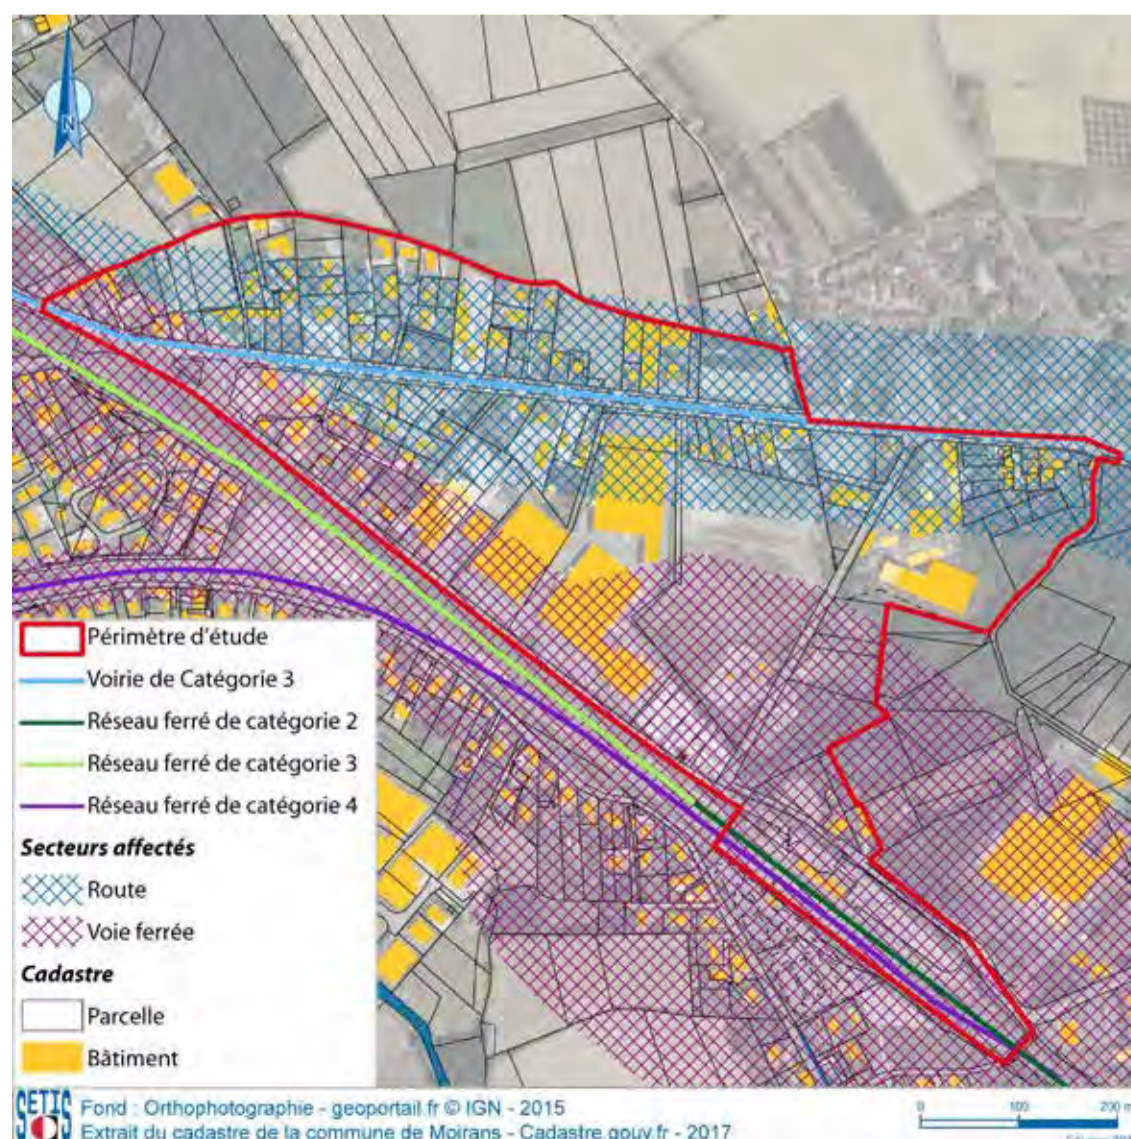 N
Périmètre d'étude
Voirie de Catégorie 3
Réseau ferré de catégorie 2
Réseau ferré de catégorie 3
Réseau ferré de catégorie 4
Secteurs affectés
Route
Voie ferrée
Cadastre
Parcelle
Bâtiment
SETIS
Fond : Orthophotographie - geoportail.fr © IGN - 2015
Extrait du cadastre de la commune de Moirans - Cadastre.gouv.fr - 2017
0 100 200 m